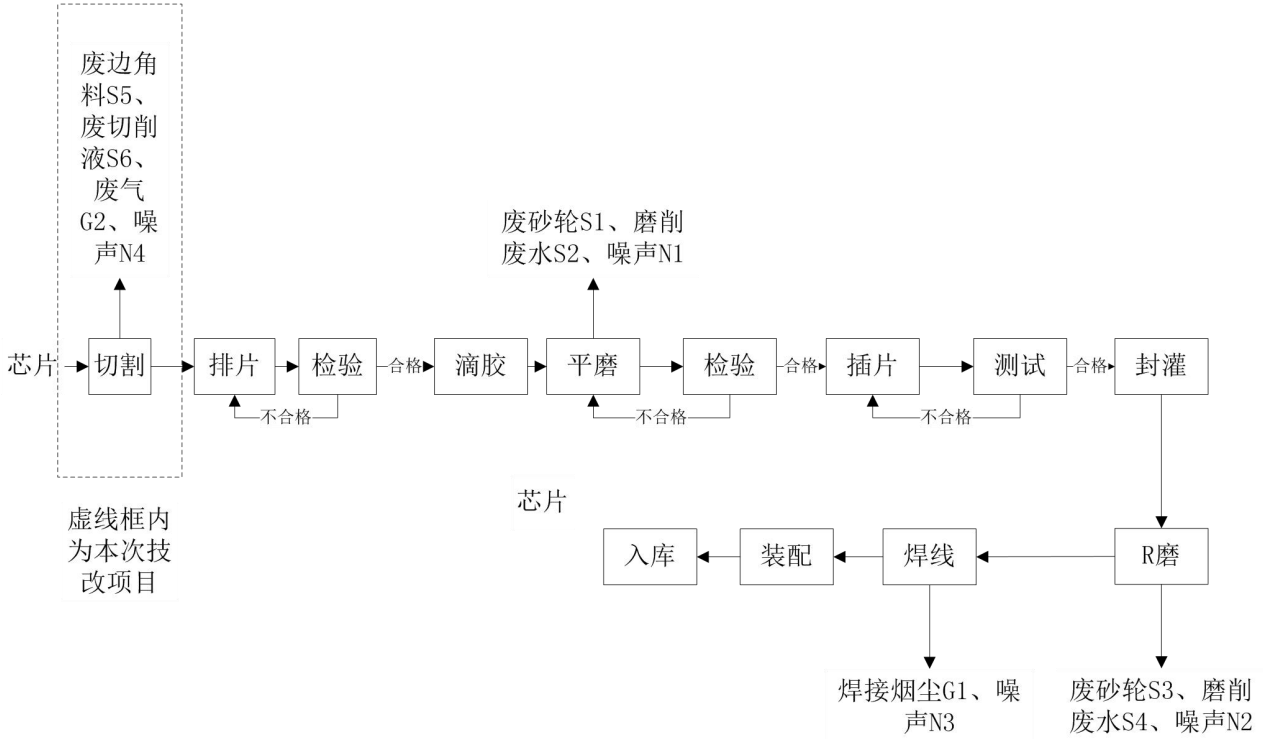 废边角
料S5、
废切削
液S6、
废气
G2、噪
声N4
废砂轮S1、磨削
废水S2、噪声N1
芯片
切割
排片
检验
合格
滴胶
平磨
检验
合格
插片
测试
合格
封灌
不合格
不合格
不合格
虚线框内
为本次技
改项目
芯片
入库
装配
焊线
R磨
焊接烟尘G1、噪
声N3
废砂轮S3、磨削
废水S4、噪声N2